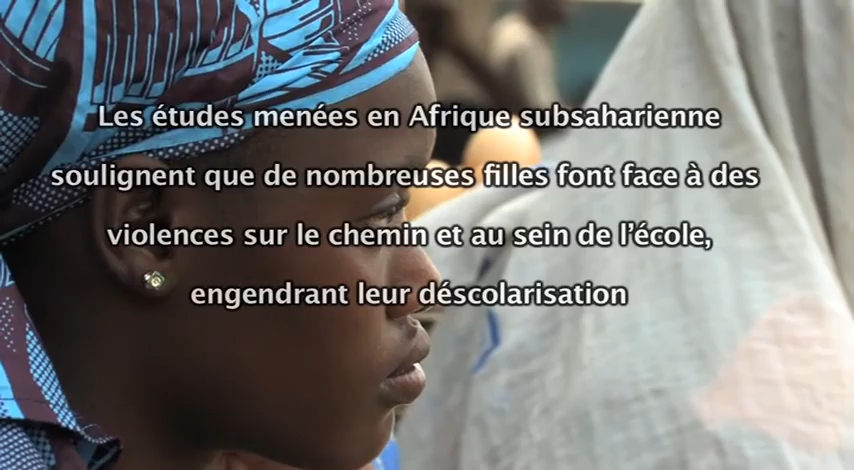 Les études menées en Afrique subsaharienne
soulignent que de nombreuses filles font face à des
violences sur le chemin et au sein de l'école,
engendrant leur déscolarisation